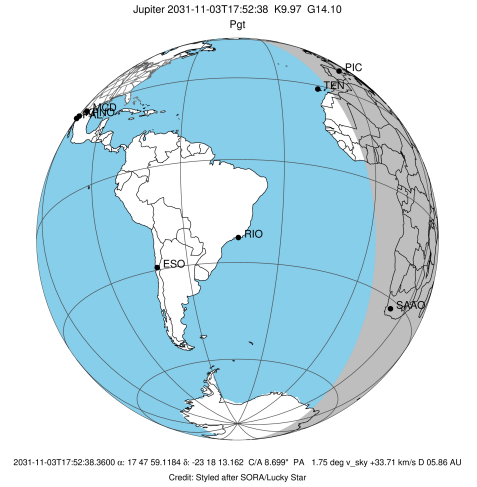 Jupiter 2031-11-03T17:52:38 K9.97 G14.10
Pgt
PIC
TEN
MCD
RIO
ESO
SAAO
2031-11-03T17:52:38.3600 α: 17 47 59.1184 δ: -23 18 13.162 C/A 8.699" PA 1.75 deg v_sky +33.71 km/s D 05.86 AU
Credit: Styled after SORA/Lucky Star